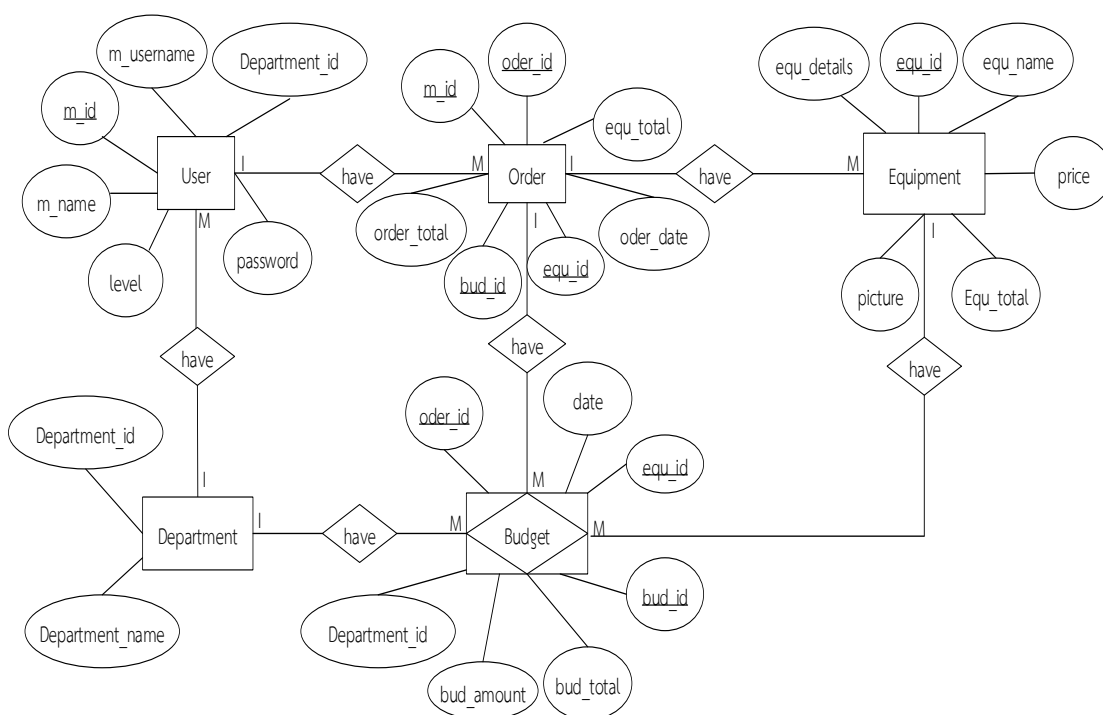 m_username
Department_id
oder_id
equ_details
equ_id
equ_name
m_id
m_id
equ_total
User
I
have
M
Order
I
have
M
Equipment
price
m_name
M
I
I
order_total
oder_date
level
password
bud_id
equ_id
picture
Equ_total
have
have
have
oder_id
date
Department_id
equ_id
I
M
Department
I
have
M
Budget
M
bud_id
Department_name
Department_id
bud_amount
bud_total